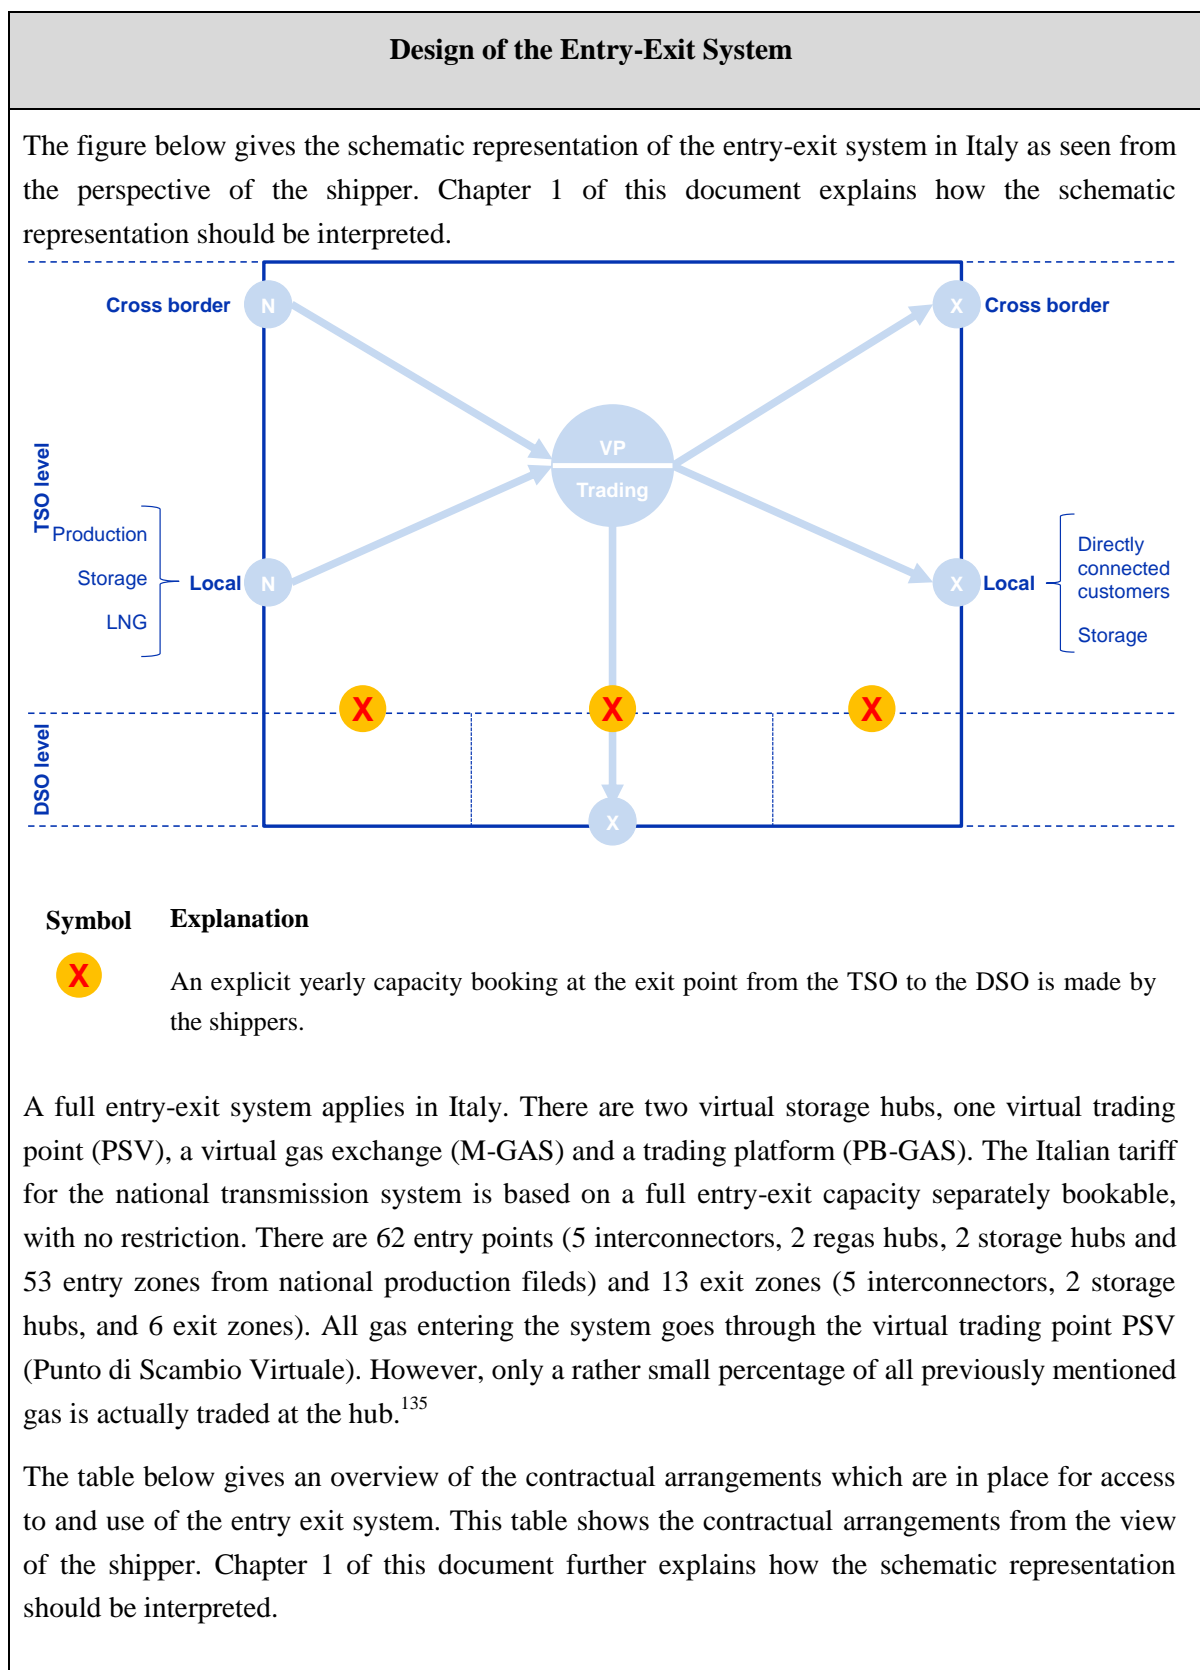 Design of the Entry-Exit System
The figure below gives the schematic representation of the entry-exit system in Italy as seen from
the perspective of the shipper. Chapter 1 of this document explains how the schematic
representation should be interpreted.
Cross border
N
X
Cross border
VP
Trading
TSO level
Production
Storage
LNG
Local
N
X
Local
Directly
connected
customers
Storage
X
X
X
DSO level
X
Symbol Explanation
X
An explicit yearly capacity booking at the exit point from the TSO to the DSO is made by
the shippers.
A full entry-exit system applies in Italy. There are two virtual storage hubs, one virtual trading
point (PSV), a virtual gas exchange (M-GAS) and a trading platform (PB-GAS). The Italian tariff
for the national transmission system is based on a full entry-exit capacity separately bookable,
with no restriction. There are 62 entry points (5 interconnectors, 2 regas hubs, 2 storage hubs and
53 entry zones from national production fileds) and 13 exit zones (5 interconnectors, 2 storage
hubs, and 6 exit zones). All gas entering the system goes through the virtual trading point PSV
(Punto di Scambio Virtuale). However, only a rather small percentage of all previously mentioned
gas is actually traded at the hub.135
The table below gives an overview of the contractual arrangements which are in place for access
to and use of the entry exit system. This table shows the contractual arrangements from the view
of the shipper. Chapter 1 of this document further explains how the schematic representation
should be interpreted.